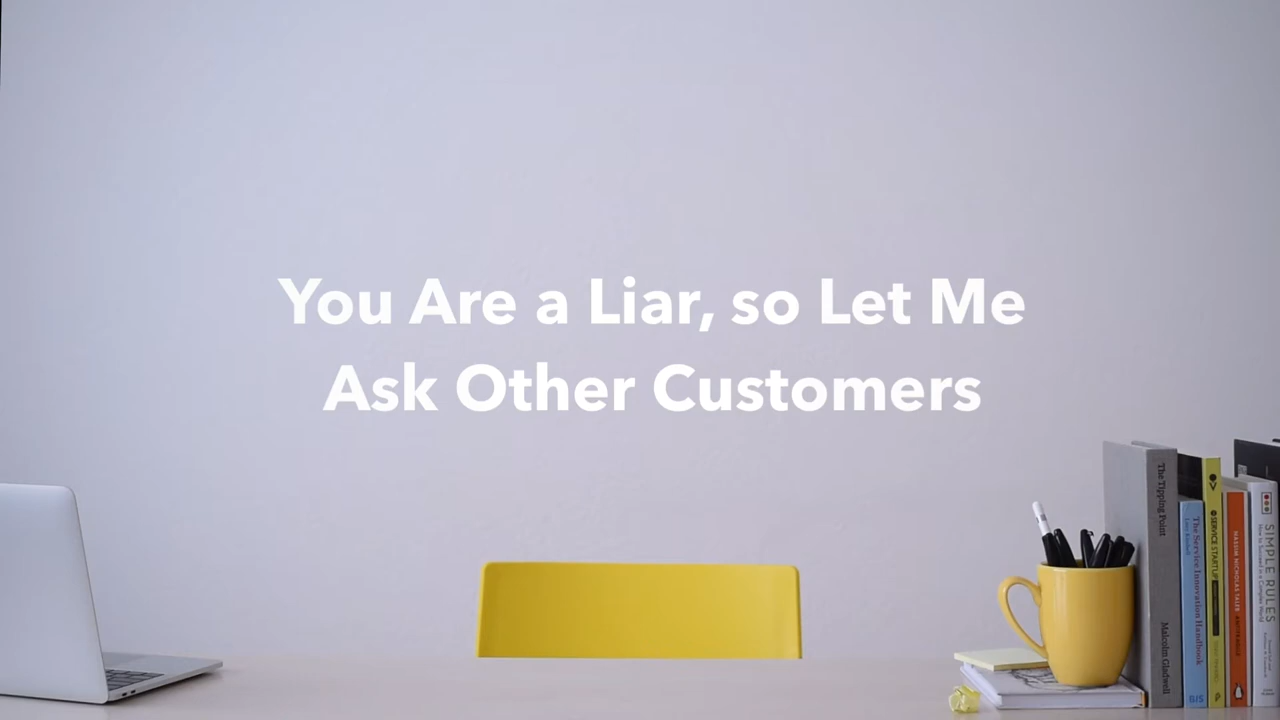 You Are a Liar, so Let Me
Ask Other Customers
The Tipping Point
Malcolm Gladwell
The Service Innovation Handbook
BIS
SERVICE STARTUP
NASSIM NICHOLAS TALEB
SIMPLE RULES